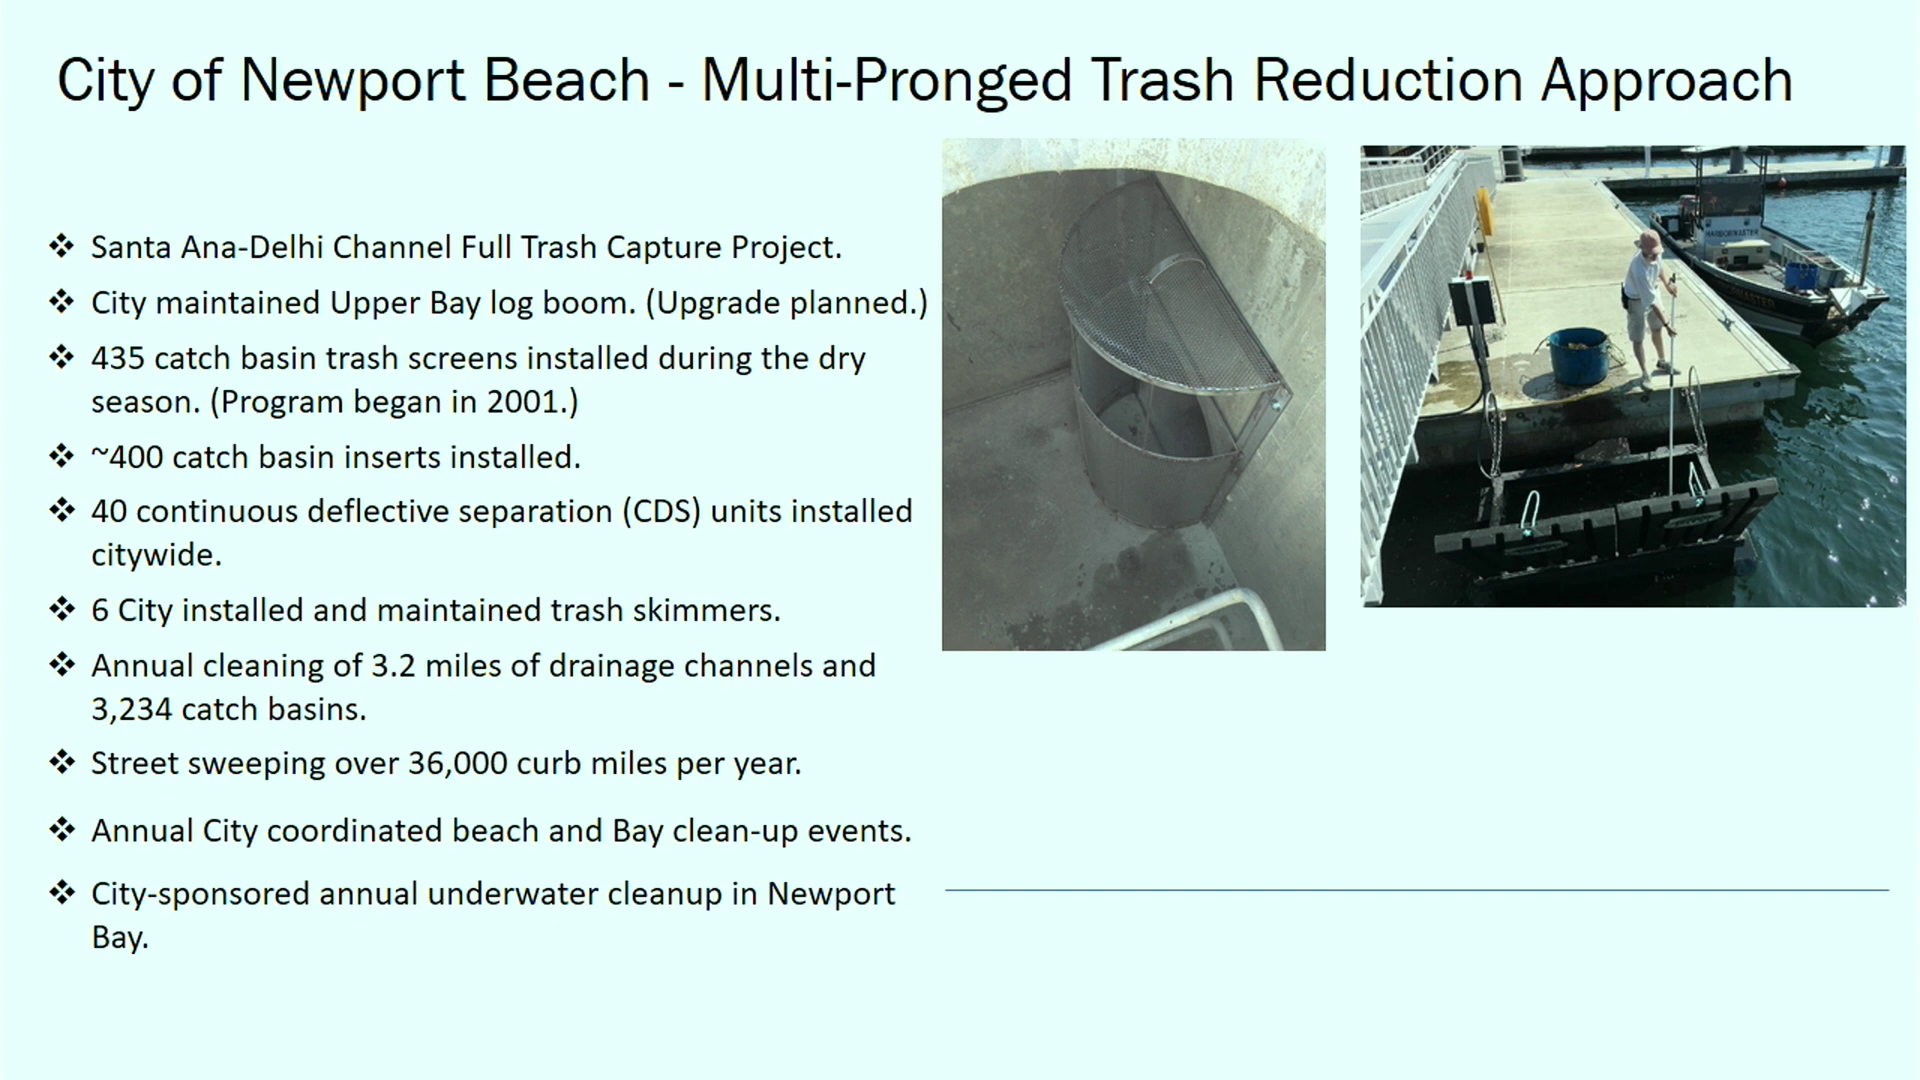 City of Newport Beach - Multi-Pronged Trash Reduction Approach
❖ Santa Ana-Delhi Channel Full Trash Capture Project.
❖ City maintained Upper Bay log boom. (Upgrade planned.)
❖ 435 catch basin trash screens installed during the dry
season. (Program began in 2001.)
❖ ~400 catch basin inserts installed.
❖ 40 continuous deflective separation (CDS) units installed
citywide.
❖ 6 City installed and maintained trash skimmers.
❖ Annual cleaning of 3.2 miles of drainage channels and
3,234 catch basins.
❖ Street sweeping over 36,000 curb miles per year.
❖ Annual City coordinated beach and Bay clean-up events.
❖ City-sponsored annual underwater cleanup in Newport
Bay.
HARBORMASTER